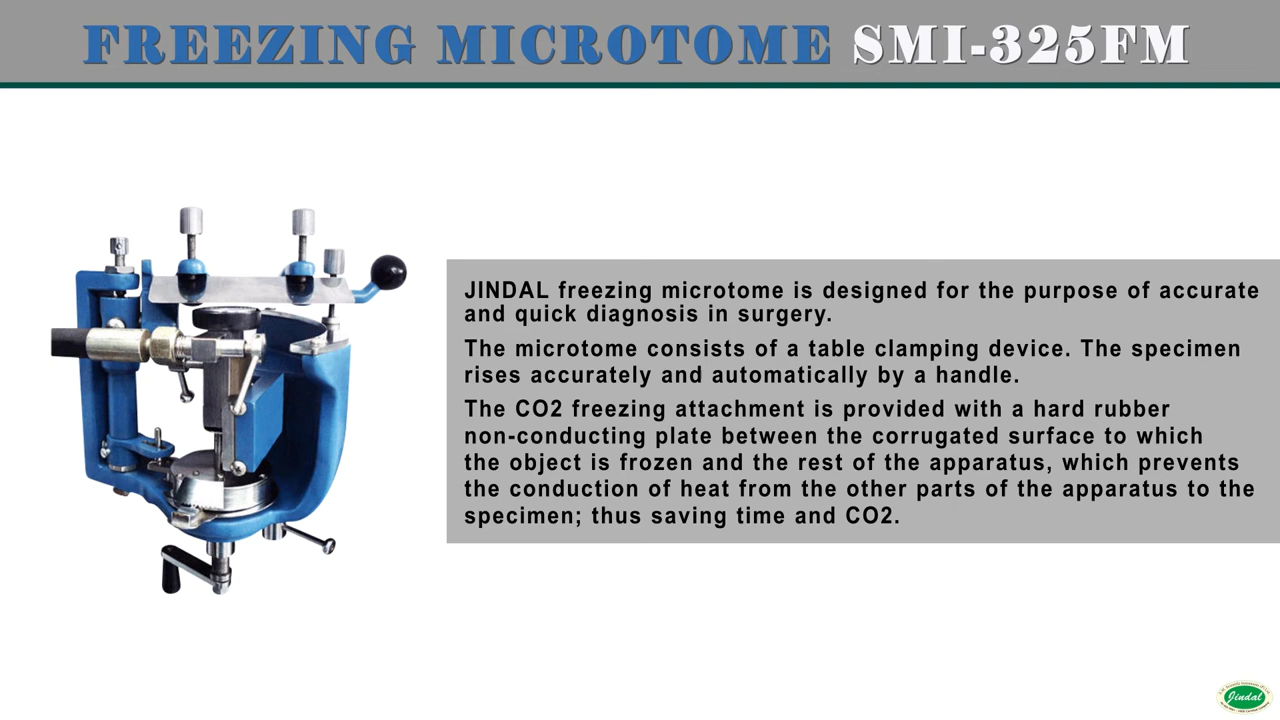 FREEZING MICROTOME SMI-325FM
JINDAL freezing microtome is designed for the purpose of accurate
and quick diagnosis in surgery.
The microtome consists of a table clamping device. The specimen
rises accurately and automatically by a handle.
The CO2 freezing attachment is provided with a hard rubber
non-conducting plate between the corrugated surface to which
the object is frozen and the rest of the apparatus, which prevents
the conduction of heat from the other parts of the apparatus to the
specimen; thus saving time and CO2.
Jindal